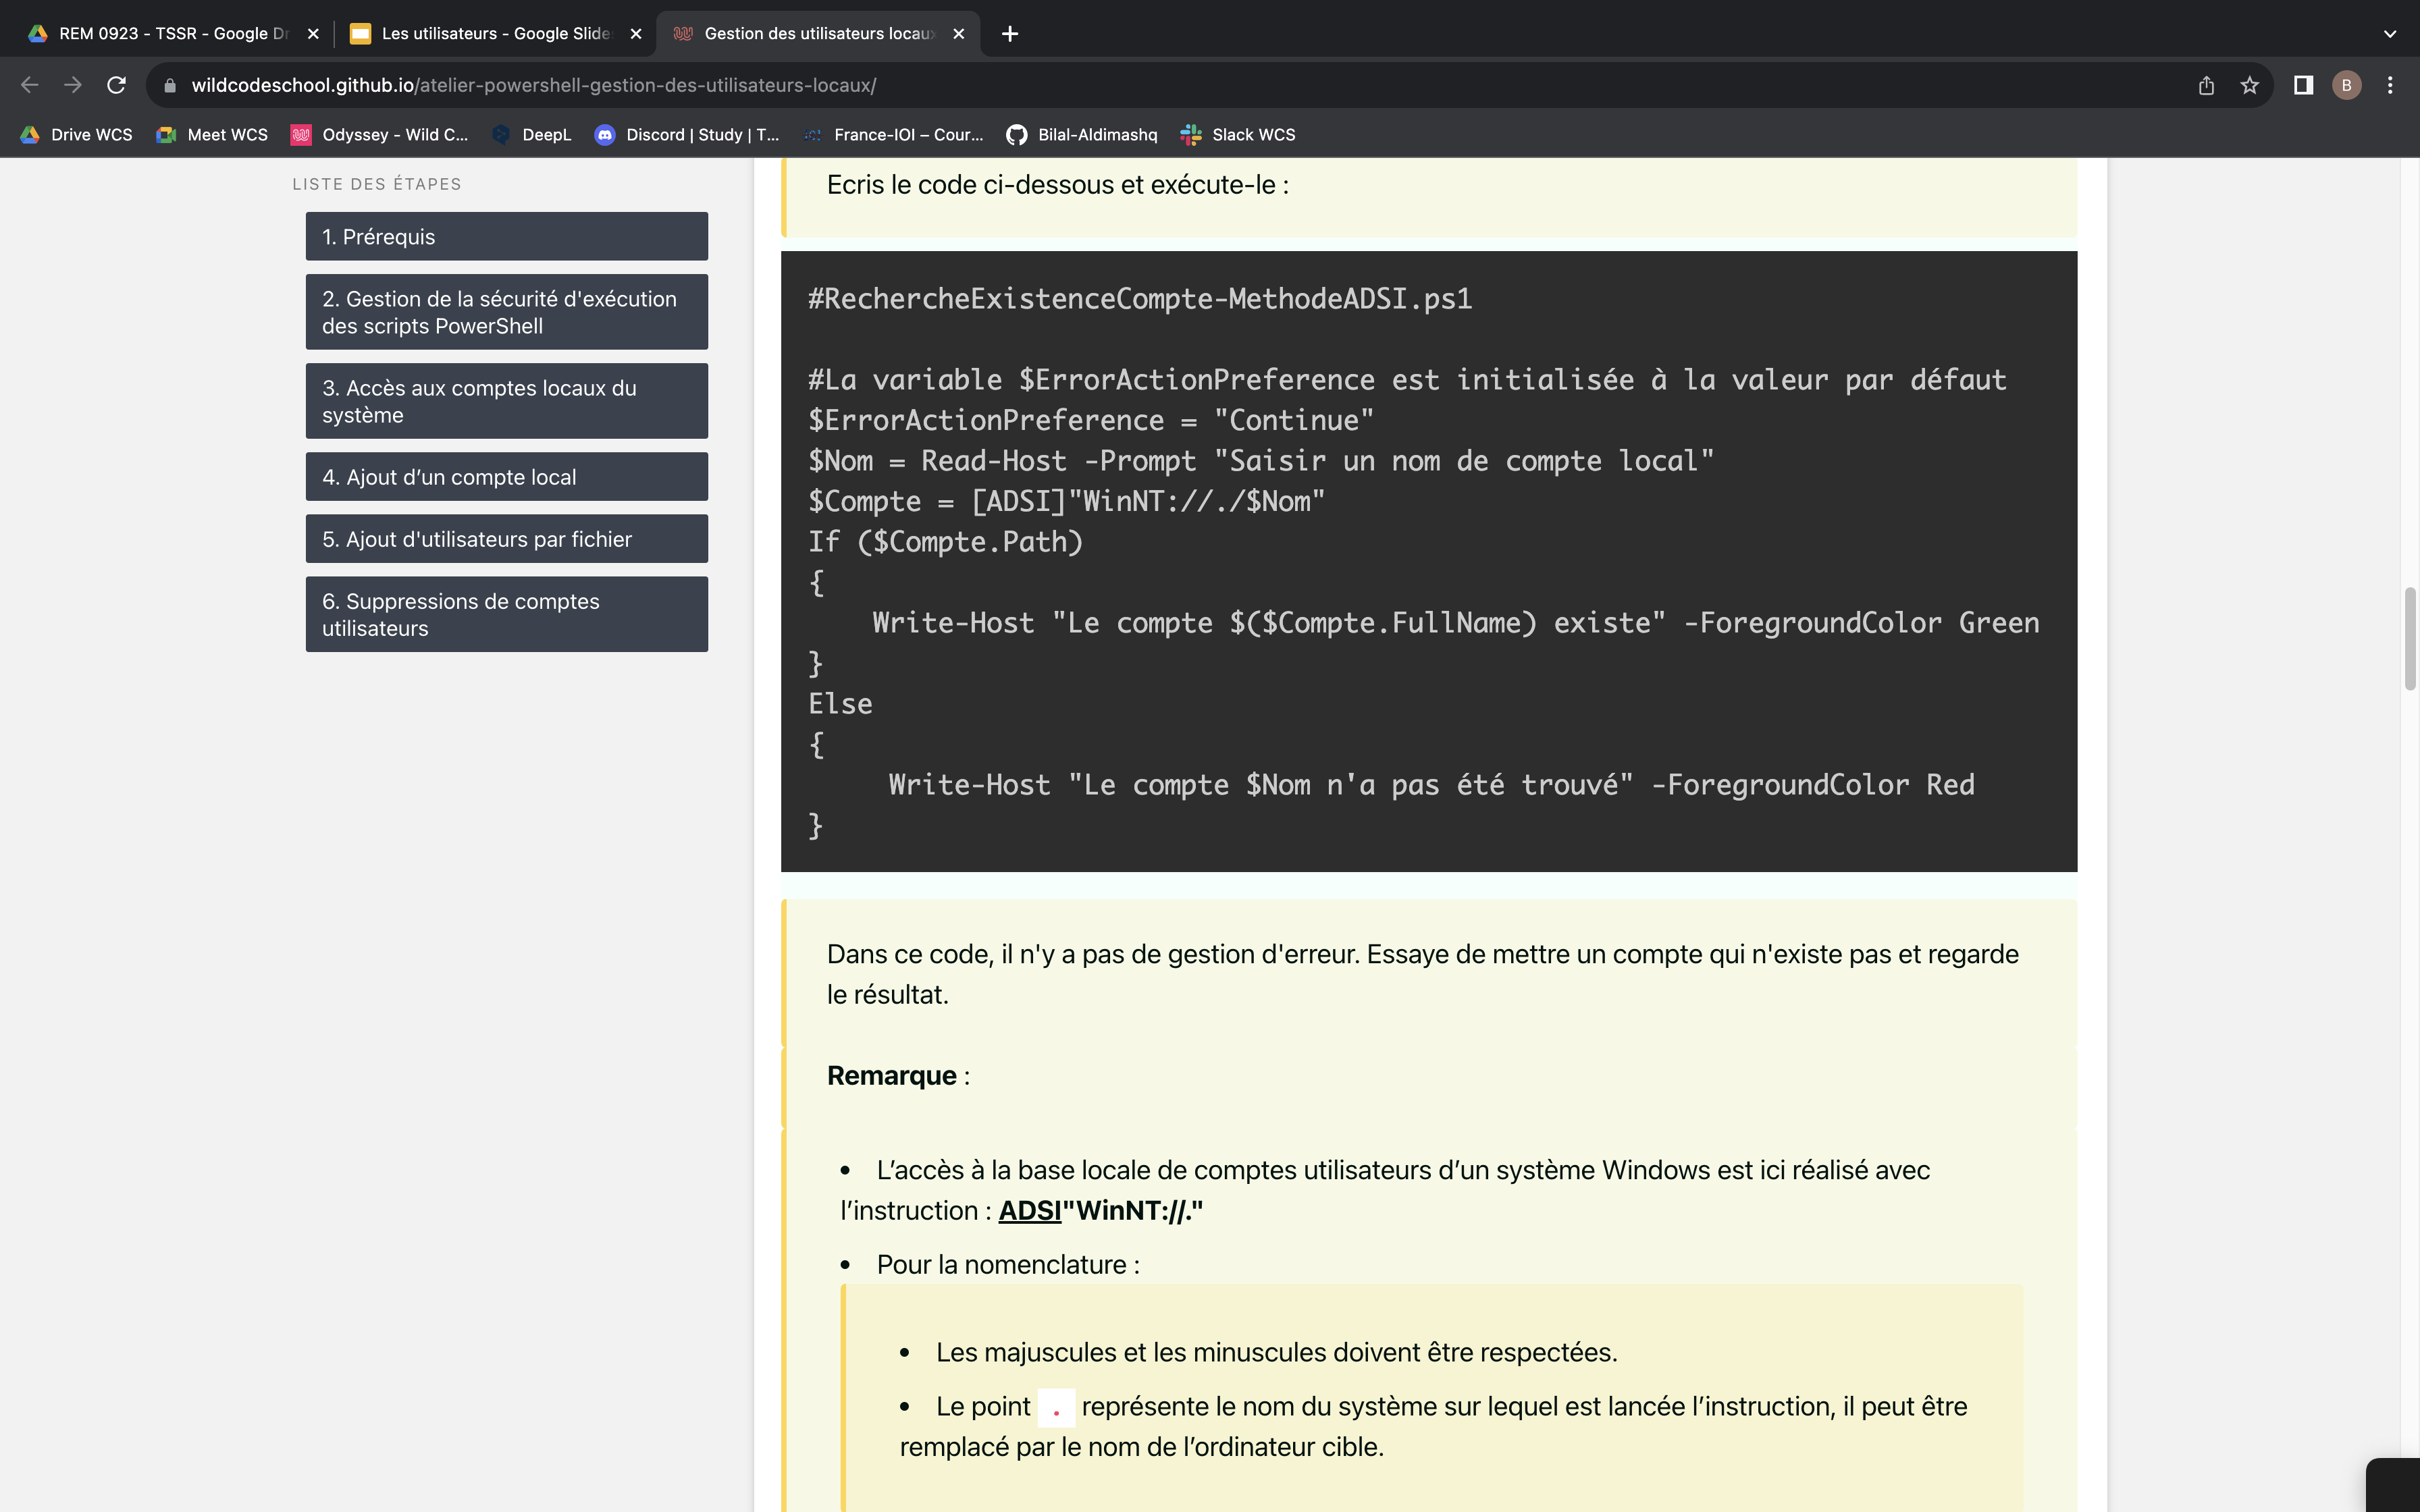 REM 0923 - TSSR - Google Dr
Les utilisateurs - Google Slide
Gestion des utilisateurs locaux
wildcodeschool.github.io/atelier-powershell-gestion-des-utilisateurs-locaux/
B
Drive WCS
Meet WCS
Odyssey - Wild C...
DeepL
Discord | Study | T...
France-IOI – Cour...
Bilal-Aldimashq
Slack WCS
LISTE DES ÉTAPES
1. Prérequis
2. Gestion de la sécurité d'exécution
des scripts PowerShell
3. Accès aux comptes locaux du
système
4. Ajout d’un compte local
5. Ajout d'utilisateurs par fichier
6. Suppressions de comptes
utilisateurs
Ecris le code ci-dessous et exécute-le :
#RechercheExistenceCompte-MethodeADSI.ps1
#La variable $ErrorActionPreference est initialisée à la valeur par défaut
$ErrorActionPreference = "Continue"
$Nom = Read-Host -Prompt "Saisir un nom de compte local"
$Compte = [ADSI]"WinNT://./$Nom"
If ($Compte.Path)
{
    Write-Host "Le compte $($Compte.FullName) existe" -ForegroundColor Green
}
Else
{
     Write-Host "Le compte $Nom n'a pas été trouvé" -ForegroundColor Red
}
Dans ce code, il n'y a pas de gestion d'erreur. Essaye de mettre un compte qui n'existe pas et regarde
le résultat.
Remarque :
• L’accès à la base locale de comptes utilisateurs d’un système Windows est ici réalisé avec
l’instruction : ADSI"WinNT://."
• Pour la nomenclature :
• Les majuscules et les minuscules doivent être respectées.
• Le point . représente le nom du système sur lequel est lancée l’instruction, il peut être
remplacé par le nom de l’ordinateur cible.